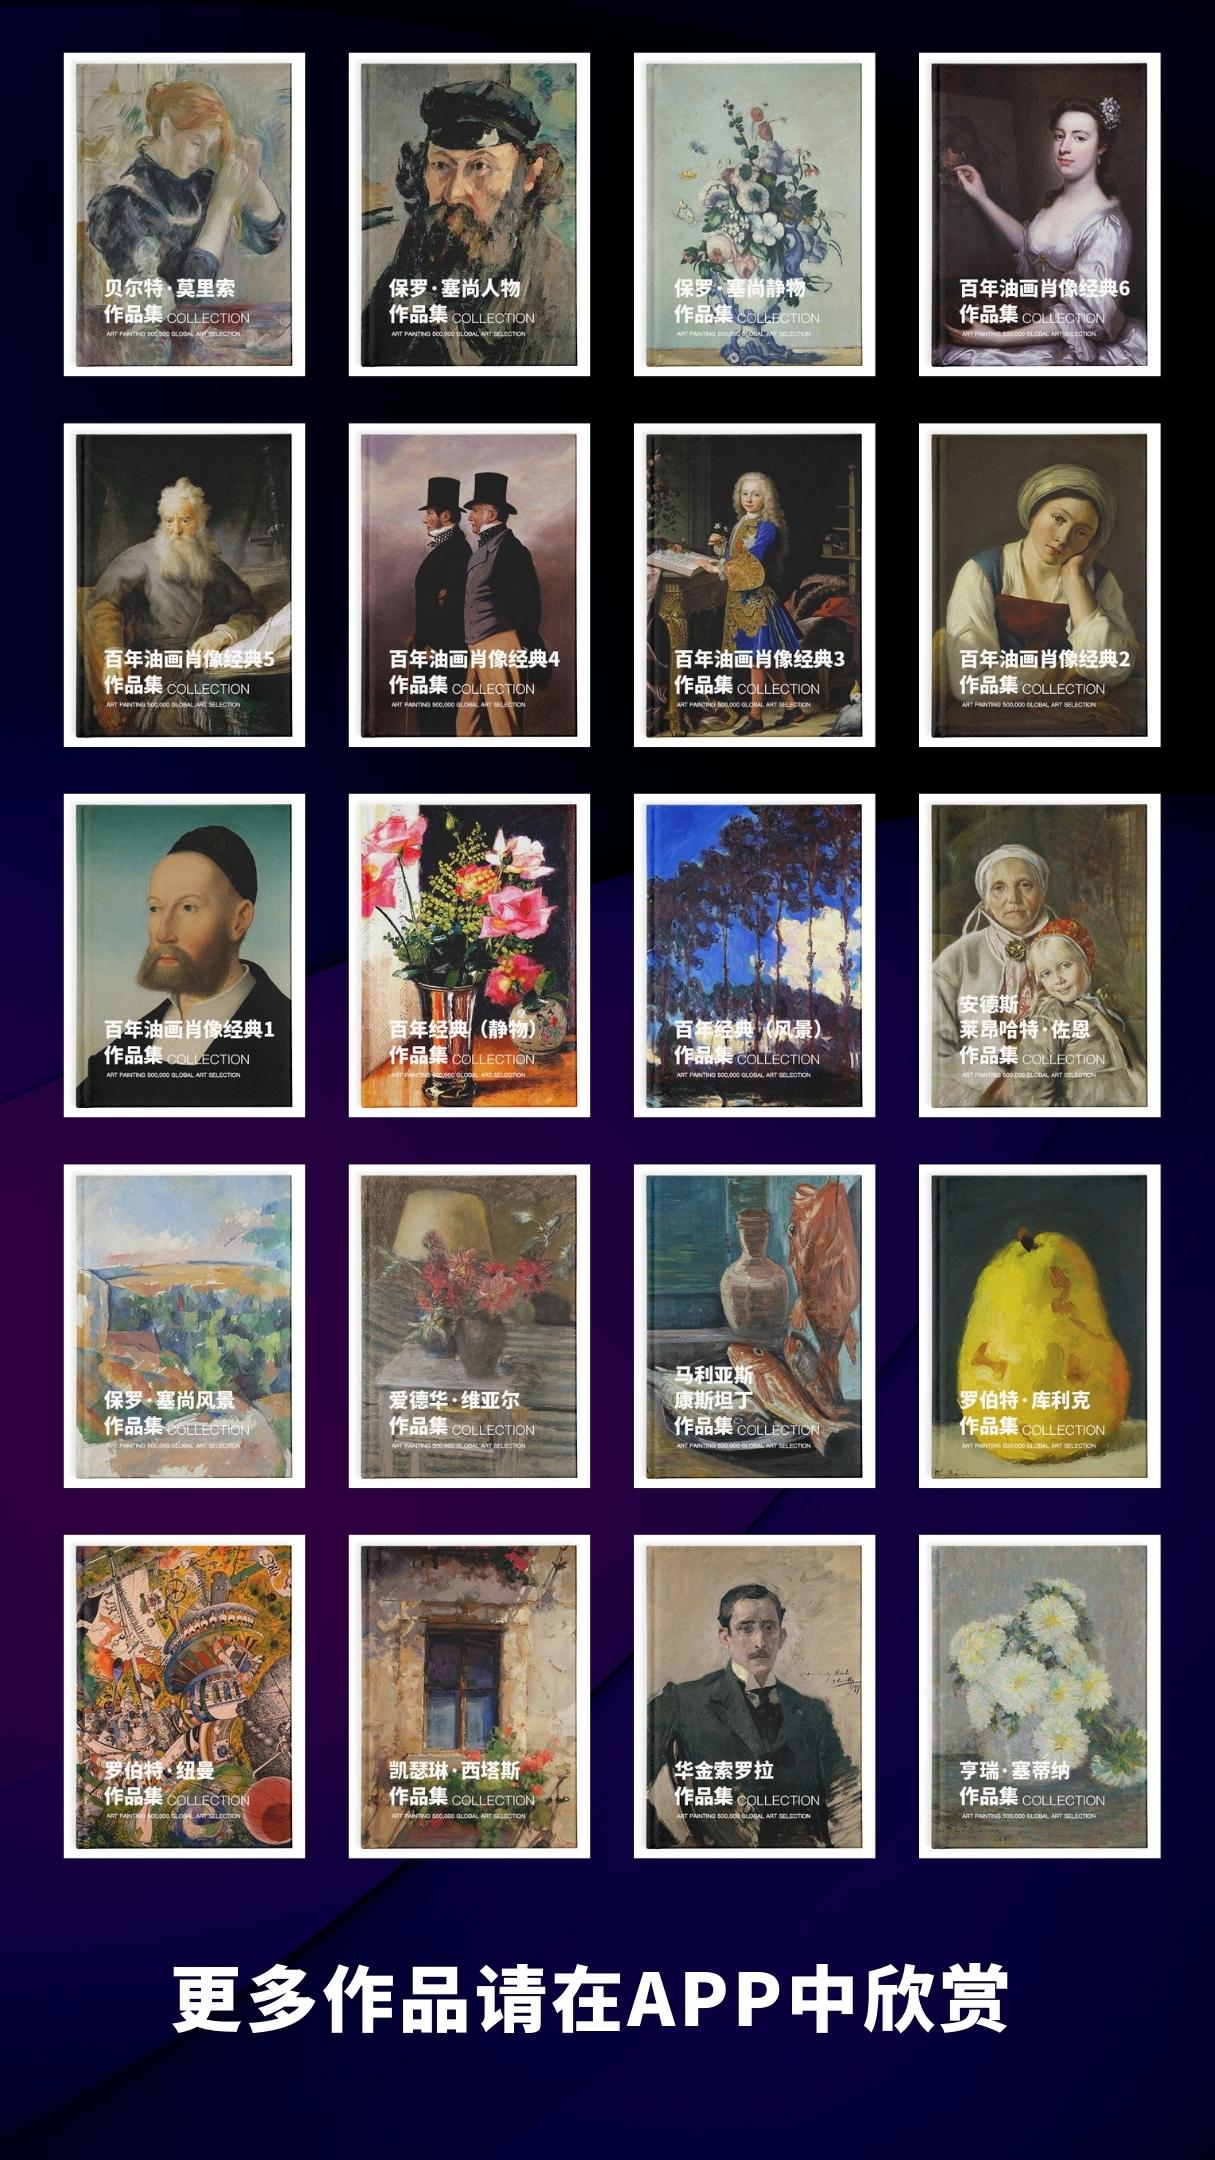 贝尔特·莫里索
作品集 COLLECTION
ART PAINTING 500,000 GLOBAL ART SELECTION
保罗·塞尚人物
作品集 COLLECTION
ART PAINTING 500,000 GLOBAL ART SELECTION
保罗·塞尚静物
作品集 COLLECTION
ART PAINTING 500,000 GLOBAL ART SELECTION
百年油画肖像经典6
作品集 COLLECTION
ART PAINTING 500,000 GLOBAL ART SELECTION
百年油画肖像经典5
作品集 COLLECTION
ART PAINTING 500,000 GLOBAL ART SELECTION
百年油画肖像经典4
作品集 COLLECTION
ART PAINTING 500,000 GLOBAL ART SELECTION
百年油画肖像经典3
作品集 COLLECTION
ART PAINTING 500,000 GLOBAL ART SELECTION
百年油画肖像经典2
作品集 COLLECTION
ART PAINTING 500,000 GLOBAL ART SELECTION
百年油画肖像经典1
作品集 COLLECTION
ART PAINTING 500,000 GLOBAL ART SELECTION
百年经典（静物）
作品集 COLLECTION
ART PAINTING 500,000 GLOBAL ART SELECTION
百年经典（风景）
作品集 COLLECTION
ART PAINTING 500,000 GLOBAL ART SELECTION
安德斯
莱昂哈特·佐恩
作品集 COLLECTION
ART PAINTING 500,000 GLOBAL ART SELECTION
保罗·塞尚风景
作品集 COLLECTION
ART PAINTING 500,000 GLOBAL ART SELECTION
爱德华·维亚尔
作品集 COLLECTION
ART PAINTING 500,000 GLOBAL ART SELECTION
马利亚斯
康斯坦丁
作品集 COLLECTION
ART PAINTING 500,000 GLOBAL ART SELECTION
罗伯特·库利克
作品集 COLLECTION
ART PAINTING 500,000 GLOBAL ART SELECTION
罗伯特·纽曼
作品集 COLLECTION
ART PAINTING 500,000 GLOBAL ART SELECTION
凯瑟琳·西塔斯
作品集 COLLECTION
ART PAINTING 500,000 GLOBAL ART SELECTION
华金索罗拉
作品集 COLLECTION
ART PAINTING 500,000 GLOBAL ART SELECTION
亨瑞·塞蒂纳
作品集 COLLECTION
ART PAINTING 500,000 GLOBAL ART SELECTION
更多作品请在APP中欣赏